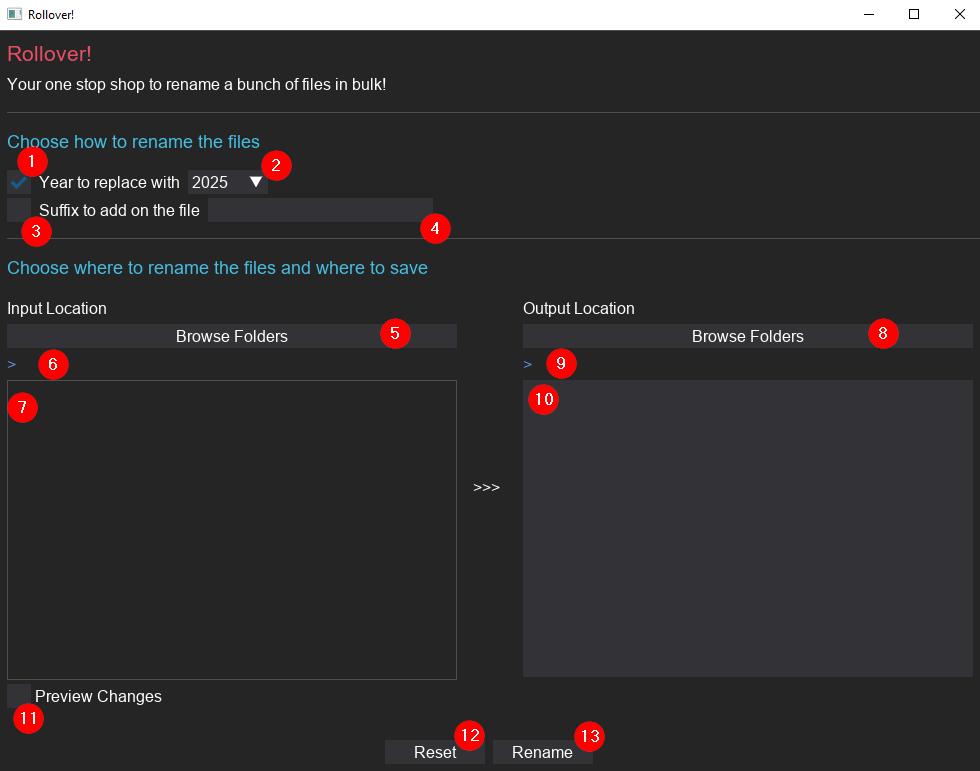 Rollover!
Rollover!
Your one stop shop to rename a bunch of files in bulk!
Choose how to rename the files
1
2
Year to replace with 2025
Suffix to add on the file
3
4
Choose where to rename the files and where to save
Input Location
Output Location
Browse Folders 5
Browse Folders 8
> 6
> 9
7
10
>>>
Preview Changes
11
12
13
Reset
Rename